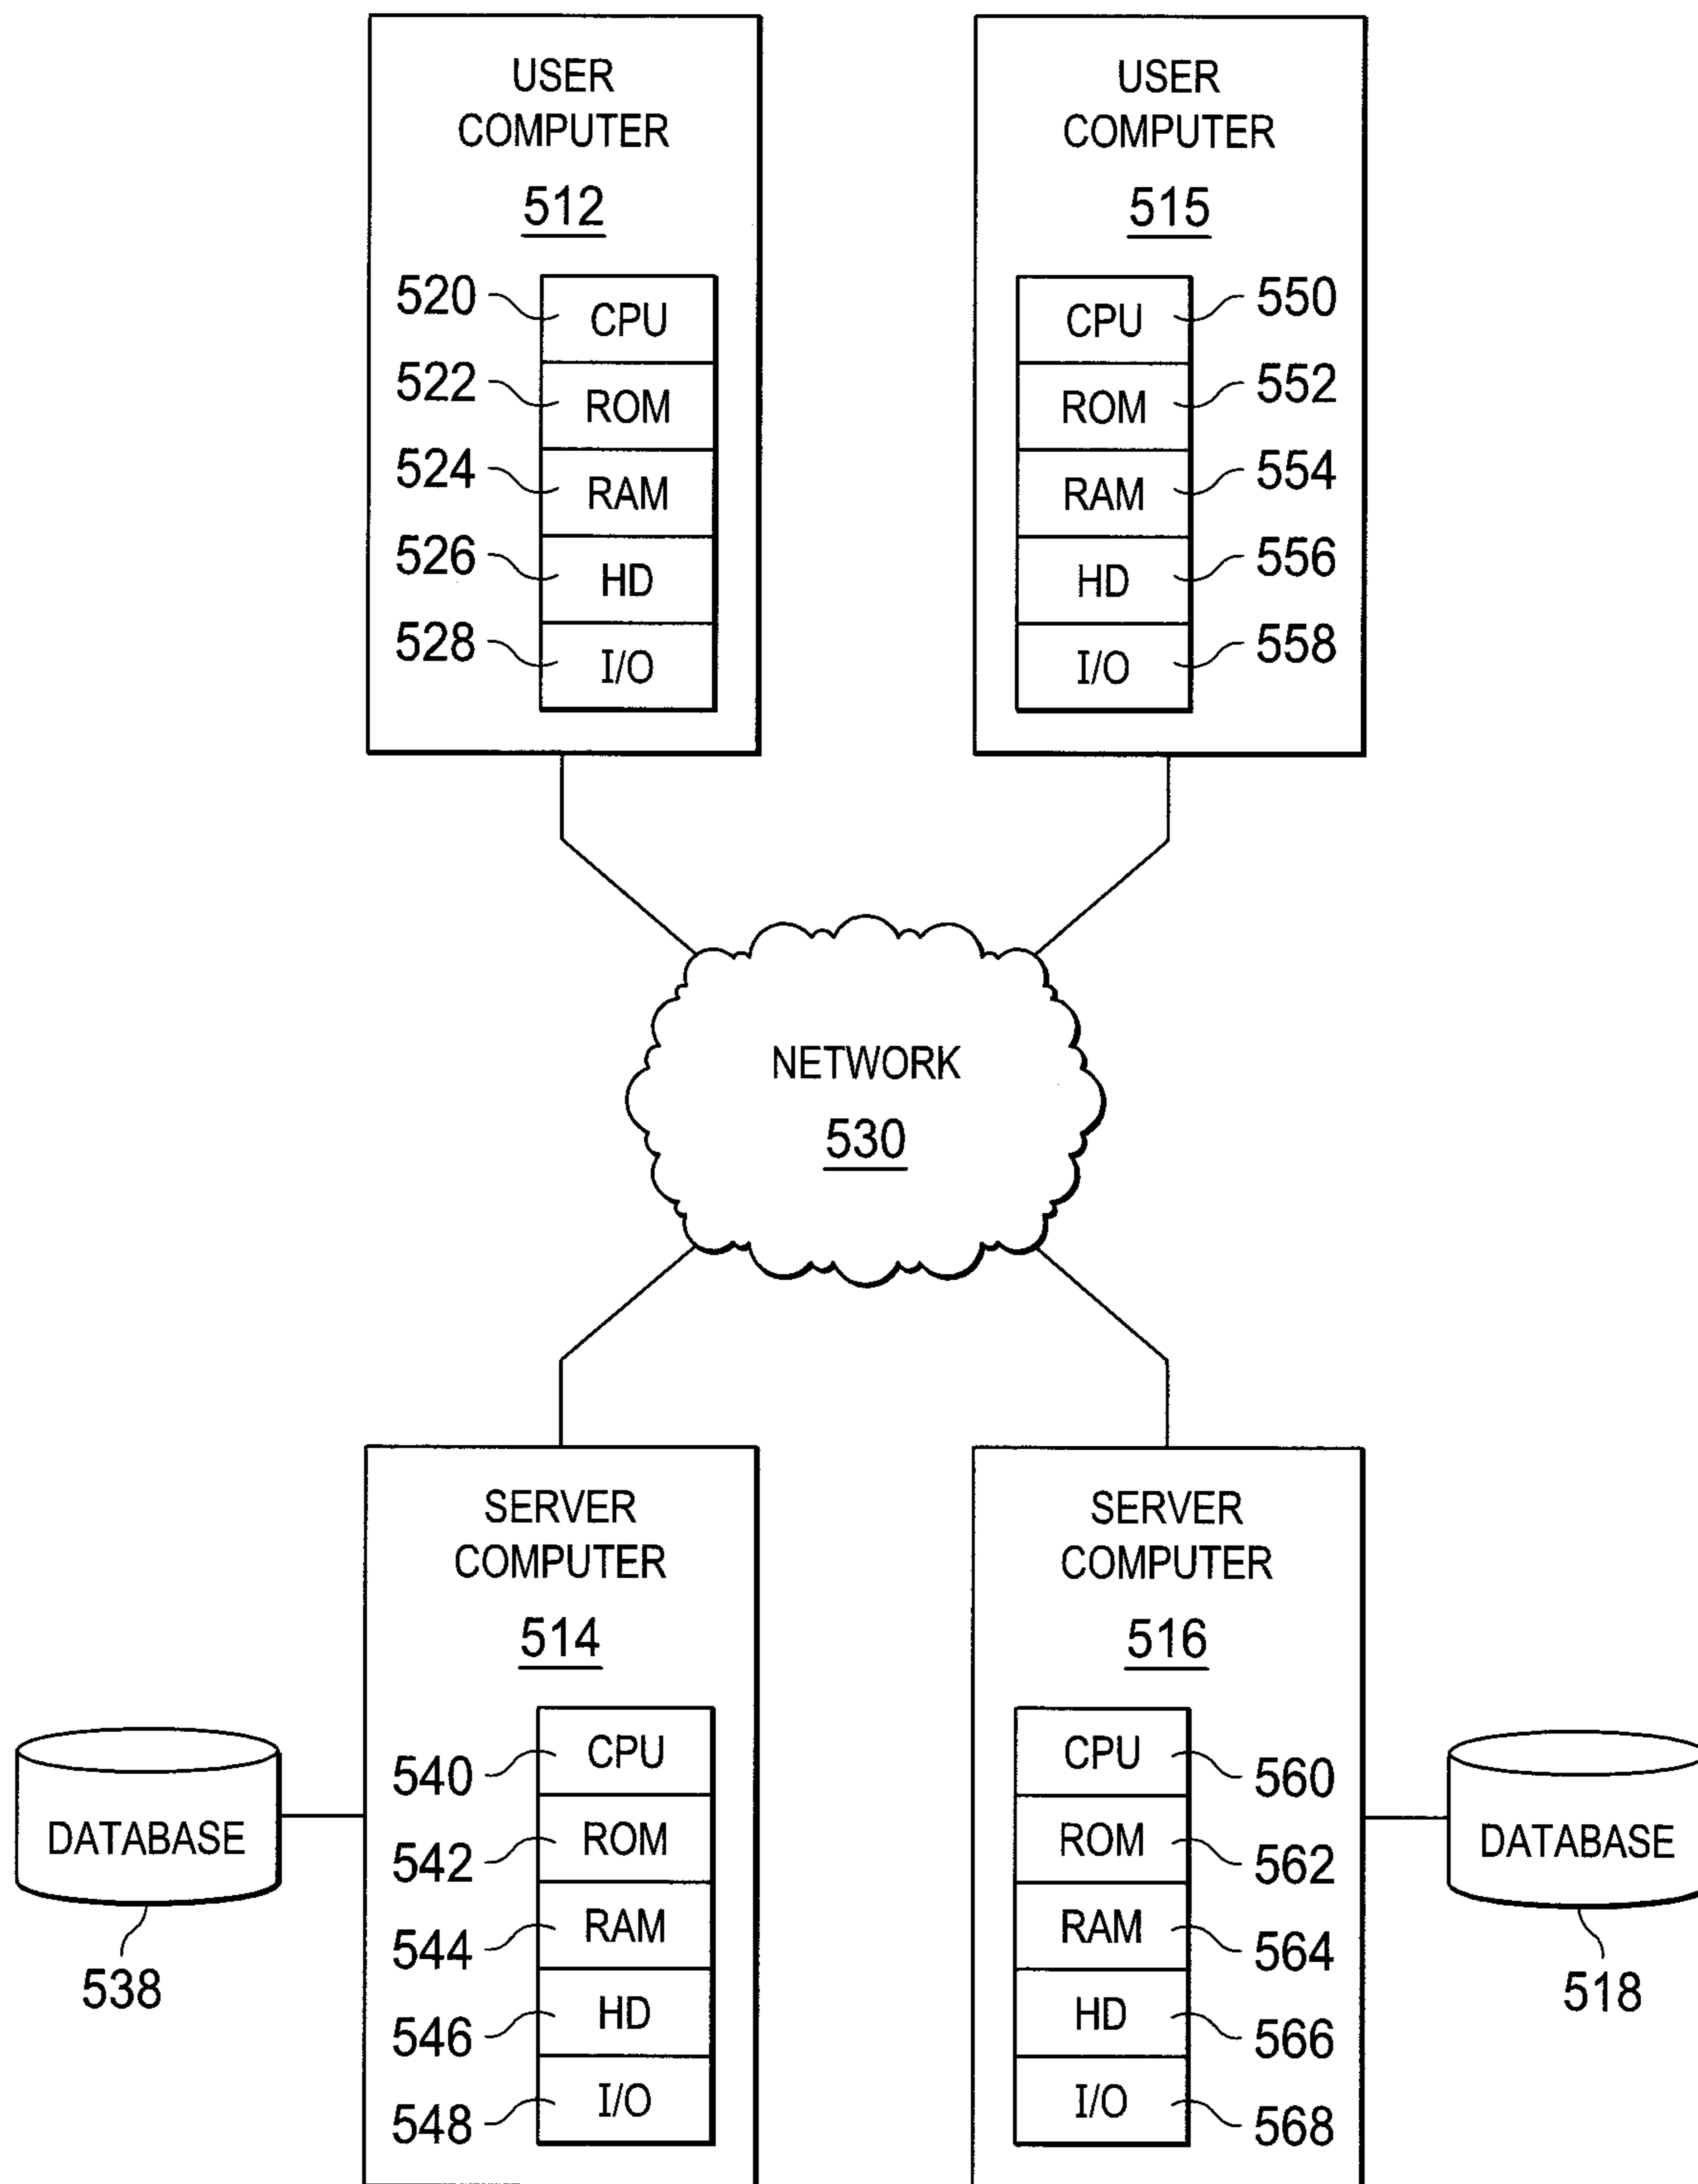 USER
COMPUTER
512
520
CPU
522
ROM
524
RAM
526
HD
528
I/O
USER
COMPUTER
515
CPU
550
ROM
552
RAM
554
HD
556
I/O
558
NETWORK
530
SERVER
COMPUTER
514
540
CPU
542
ROM
544
RAM
546
HD
548
I/O
DATABASE
538
SERVER
COMPUTER
516
CPU
560
ROM
562
RAM
564
HD
566
I/O
568
DATABASE
518